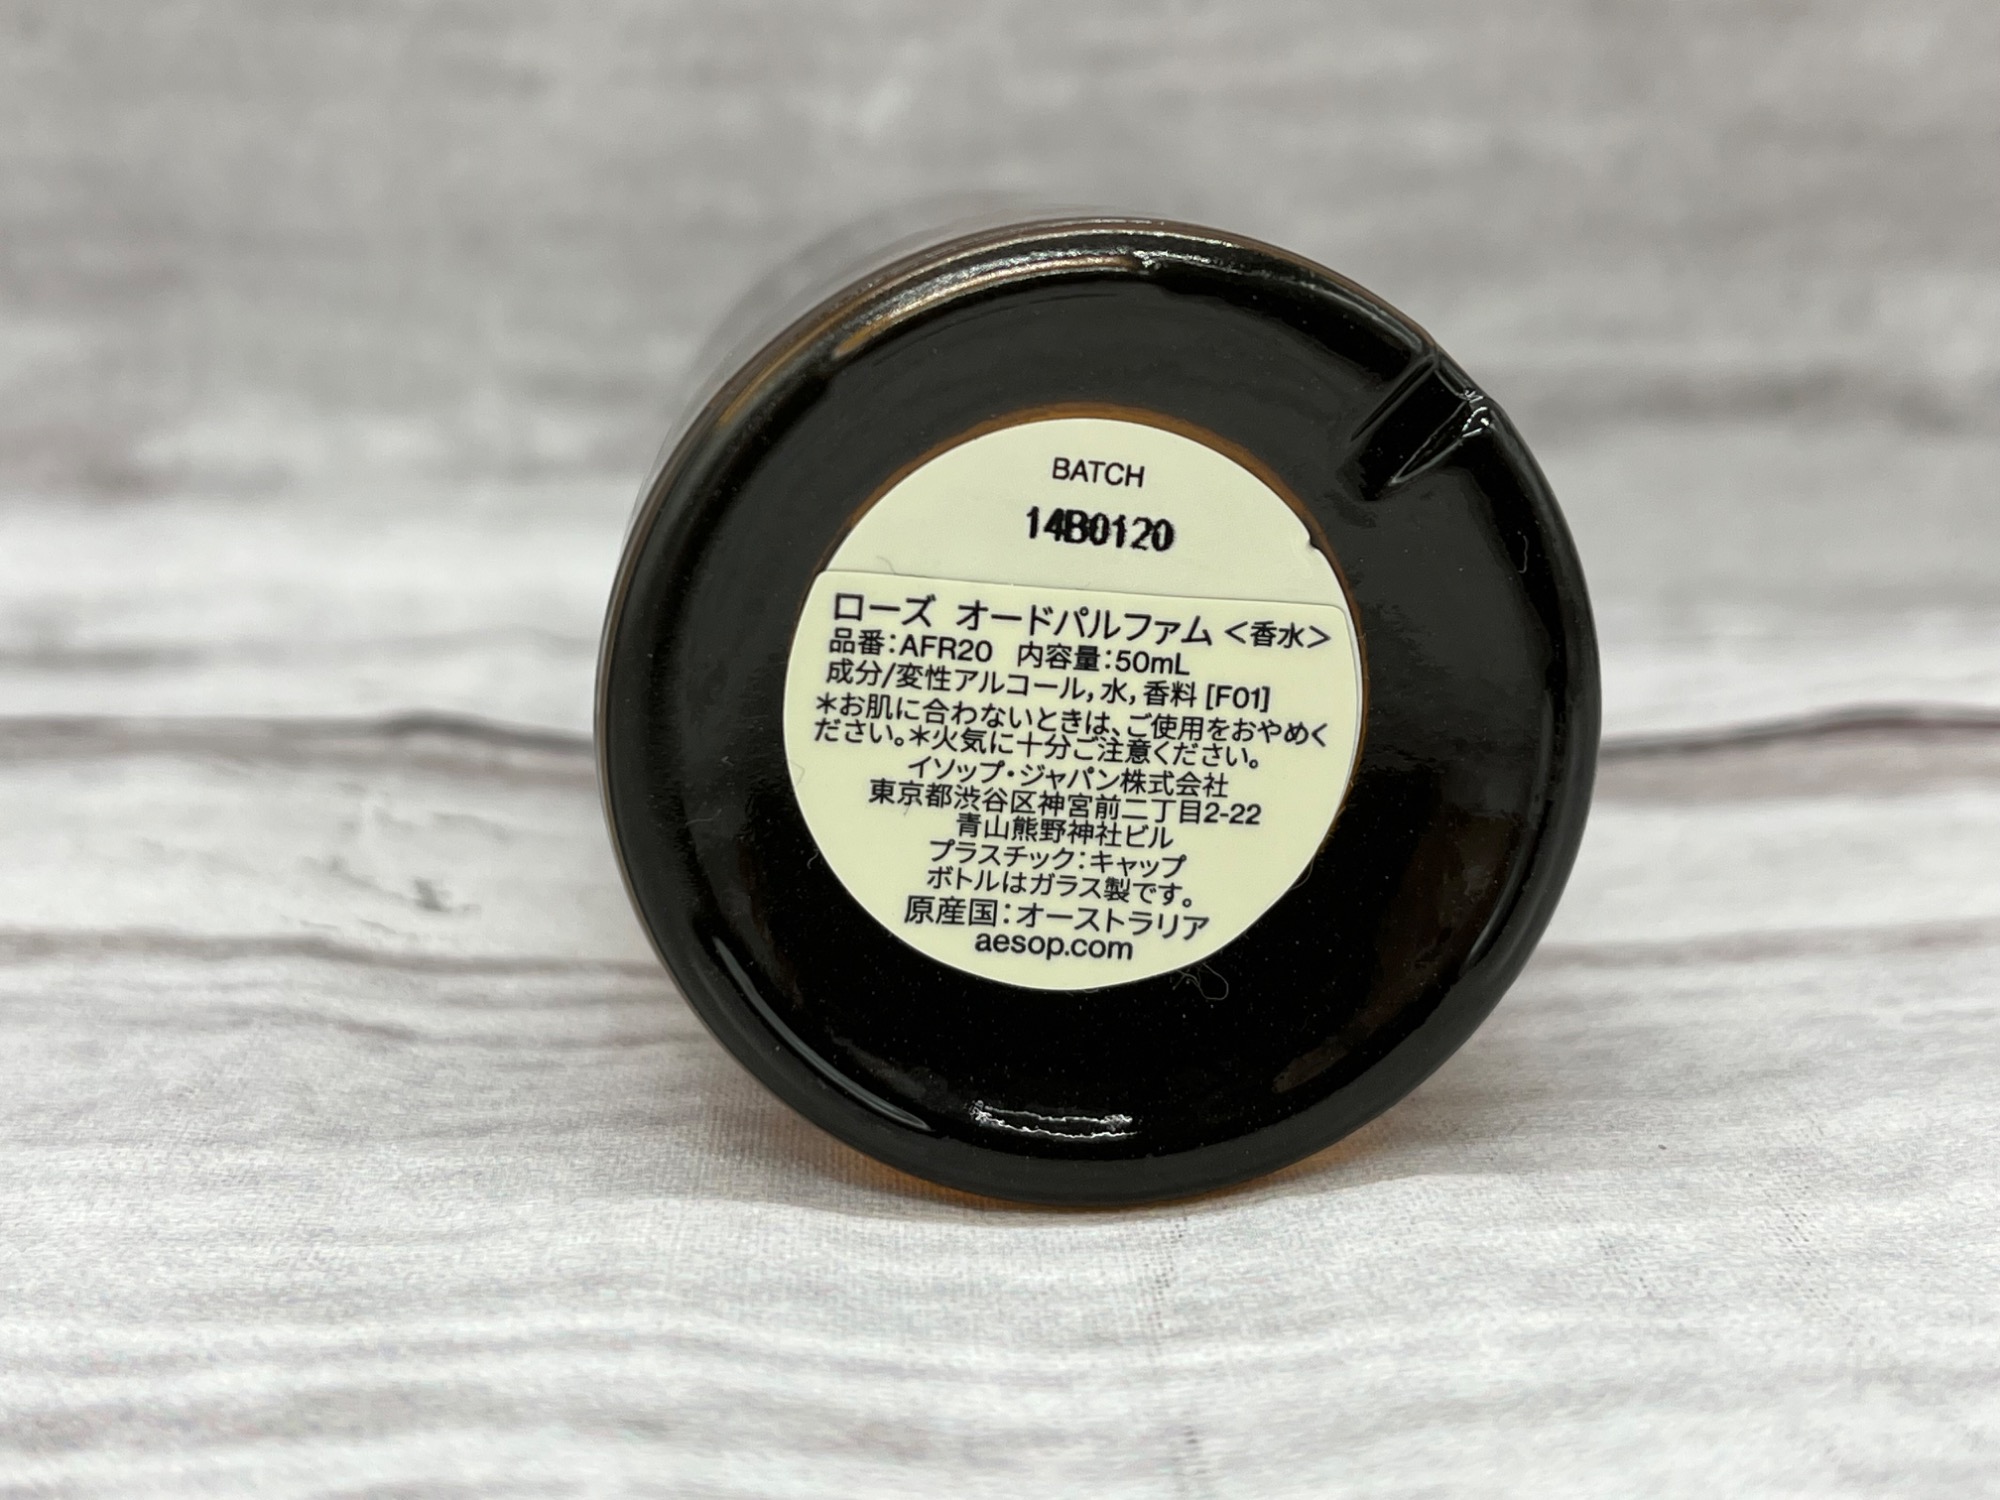 BATCH
14B0120
ローズ オードパルファム <香水>
品番:AFR20 内容量:50mL
成分/変性アルコール, 水, 香料 [F01]
*お肌に合わないときは、ご使用をおやめく
ださい。*火気に十分ご注意ください。
イソップ・ジャパン株式会社
東京都渋谷区神宮前二丁目2-22
青山熊野神社ビル
プラスチック:キャップ
ボトルはガラス製です。
原産国:オーストラリア
aesop.com